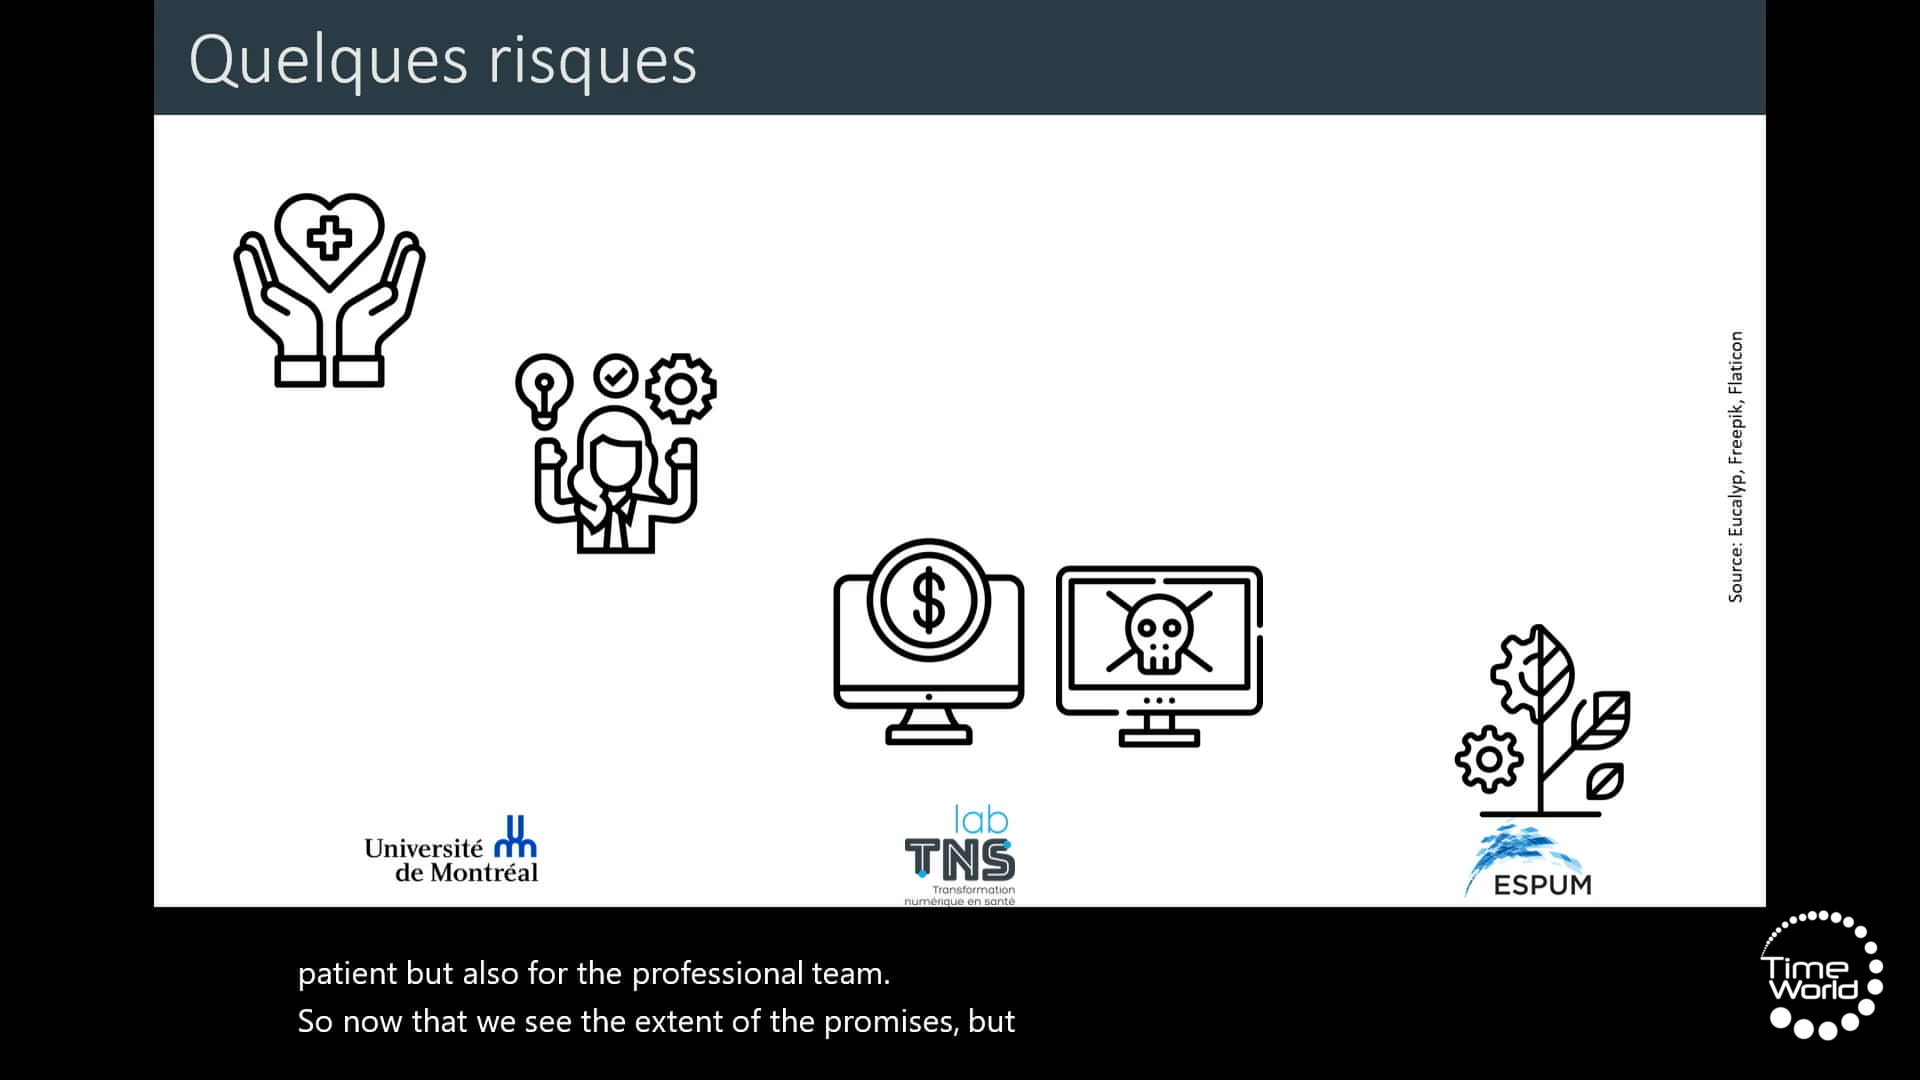 Quelques risques
Source: Eucalyp, Freepik, Flaticon
$
Université
de Montréal
lab
TNS
Transformation
numérique en santé
ESPUM
patient but also for the professional team.
So now that we see the extent of the promises, but
Time
World